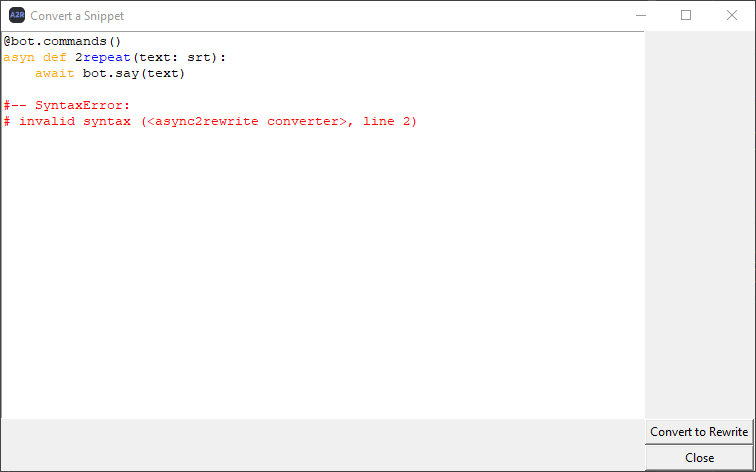 A2R Convert a Snippet
@bot.commands()
asyn def 2repeat(text: srt):
    await bot.say(text)
#-- SyntaxError:
# invalid syntax (<async2rewrite converter>, line 2)
Convert to Rewrite
Close